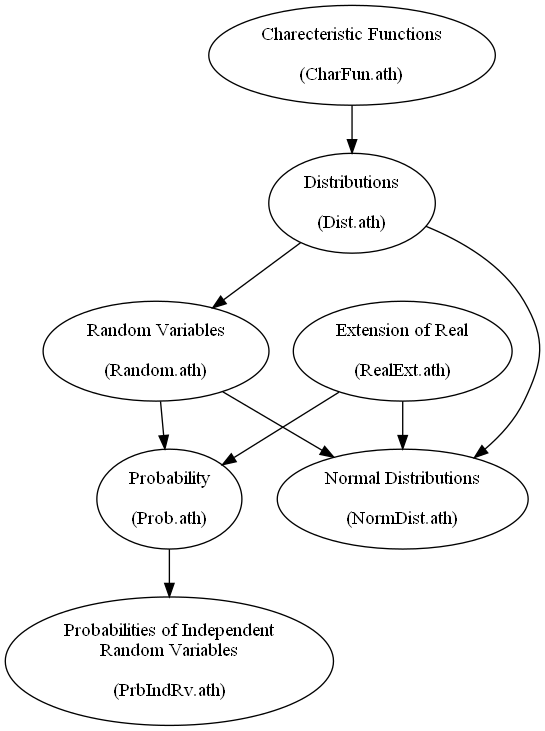 Charecteristic Functions
(CharFun.ath)
Distributions
(Dist.ath)
Random Variables
(Random.ath)
Extension of Real
(RealExt.ath)
Probability
(Prob.ath)
Normal Distributions
(NormDist.ath)
Probabilities of Independent
Random Variables
(PrbIndRv.ath)